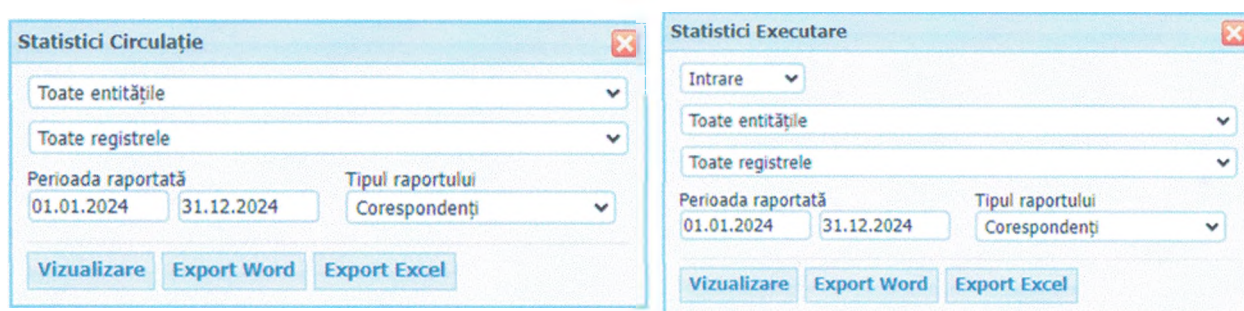 Statistici Circulație
Toate entitățile
Toate registrele
Perioada raportată Tipul raportului
01.01.2024 31.12.2024 Corespondenți
Vizualizare Export Word Export Excel
Statistici Executare
Intrare
Toate entitățile
Toate registrele
Perioada raportată Tipul raportului
01.01.2024 31.12.2024 Corespondenți
Vizualizare Export Word Export Excel